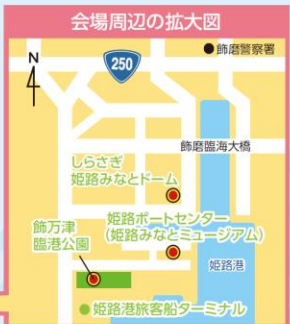 会場周辺の拡大図
N
250
飾磨警察署
飾磨臨海大橋
しらさぎ
姫路みなとドーム
飾万津
臨港公園
姫路ポートセンター
(姫路みなとミュージアム)
姫路港
姫路港旅客船ターミナル